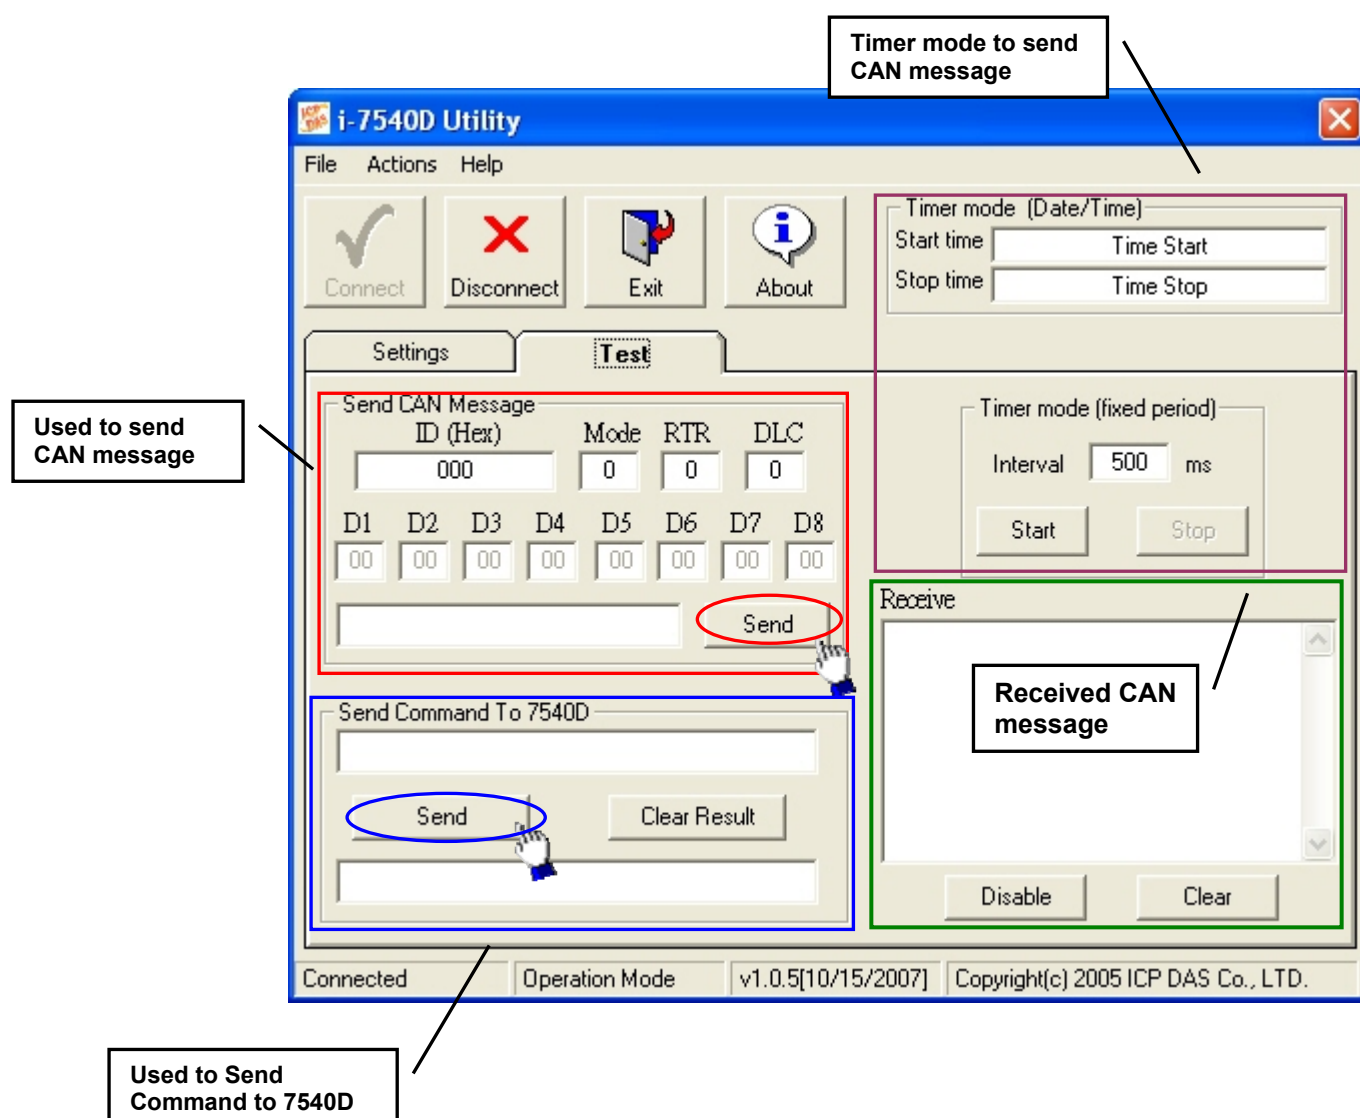 Timer mode to send
CAN message
ICP
DAS
i-7540D Utility
File Actions Help
Connect Disconnect Exit About
Timer mode (Date/Time)
Start time Time Start
Stop time Time Stop
Settings Test
Used to send
CAN message
Send CAN Message
ID (Hex) Mode RTR DLC
000 0 0 0
D1 D2 D3 D4 D5 D6 D7 D8
00 00 00 00 00 00 00 00
Send
Timer mode (fixed period)
Interval 500 ms
Start Stop
Receive
Received CAN
message
Disable Clear
Send Command To 7540D
Send Clear Result
Connected Operation Mode v1.0.5[10/15/2007] Copyright(c) 2005 ICP DAS Co., LTD.
Used to Send
Command to 7540D